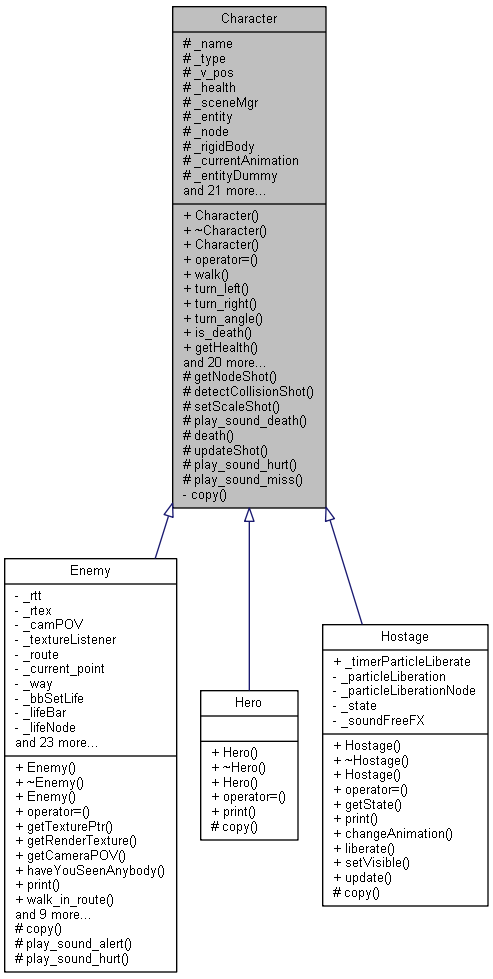 Character
# _name
# _type
# _v_pos
# _health
# _sceneMgr
# _entity
# _node
# _rigidBody
# _currentAnimation
# _entityDummy
and 21 more...
+ Character()
+ ~Character()
+ Character()
+ operator=()
+ walk()
+ turn_left()
+ turn_right()
+ turn_angle()
+ is_death()
+ getHealth()
and 20 more...
# getNodeShot()
# detectCollisionShot()
# setScaleShot()
# play_sound_death()
# death()
# updateShot()
# play_sound_hurt()
# play_sound_miss()
- copy()
Enemy
- _rtt
- _rtex
- _camPOV
- _textureListener
- _route
- _current_point
- _way
- _bbSetLife
- _lifeBar
- _lifeNode
and 23 more...
+ Enemy()
+ ~Enemy()
+ Enemy()
+ operator=()
+ getTexturePtr()
+ getRenderTexture()
+ getCameraPOV()
+ haveYouSeenAnybody()
+ print()
+ walk_in_route()
and 9 more...
# copy()
# play_sound_alert()
# play_sound_hurt()
Hero
+ Hero()
+ ~Hero()
+ Hero()
+ operator=()
+ print()
# copy()
Hostage
+ _timerParticleLiberate
- _particleLiberation
- _particleLiberationNode
- _state
- _soundFreeFX
+ Hostage()
+ ~Hostage()
+ Hostage()
+ operator=()
+ getState()
+ print()
+ changeAnimation()
+ liberate()
+ setVisible()
+ update()
# copy()